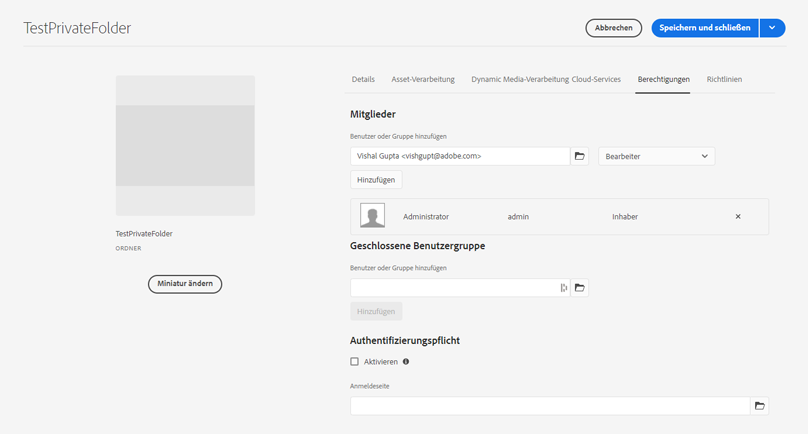 TestPrivateFolder
Abbrechen
Speichern und schließen
Details
Asset-Verarbeitung
Dynamic Media-Verarbeitung
Cloud-Services
Berechtigungen
Richtlinien
Mitglieder
Benutzer oder Gruppe hinzufügen
Vishal Gupta <vishgupt@adobe.com>
Bearbeiter
Hinzufügen
Administrator
admin
Inhaber
TestPrivateFolder
ORDNER
Miniatur ändern
Geschlossene Benutzergruppe
Benutzer oder Gruppe hinzufügen
Hinzufügen
Authentifizierungspflicht
Aktivieren
Anmeldeseite